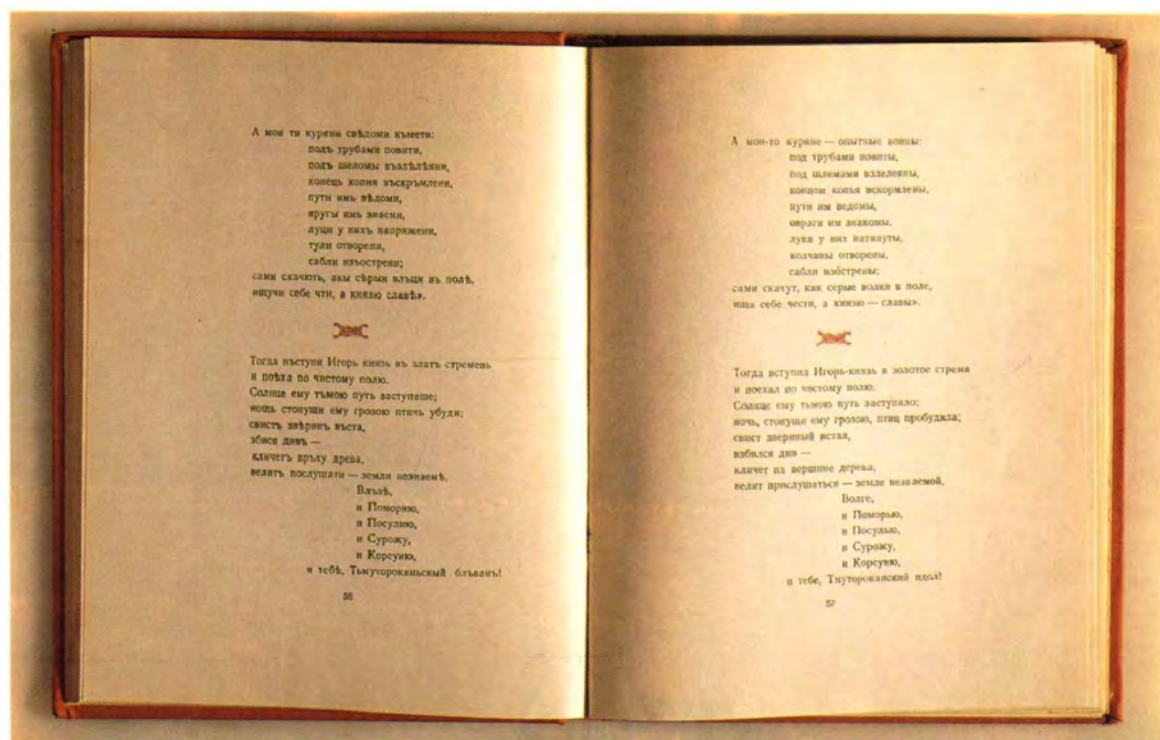 А мои ти куряни свѣдоми къмети:
подъ трубами повити,
подъ шеломы възлѣлѣяни,
конець копия въскръмлени,
пути имь вѣдоми,
яругы имь знаеми,
луци у нихъ напряжени,
тули отворени,
сабли изъострени;
сами скачють, акы сѣрыи влъци въ полѣ,
ищучи себе чти, а князю славѣ».
Тогда въступи Игорь князь въ златъ стремень
и поѣха по чистому полю.
Солнце ему тъмою путь заступаше;
нощь стонущи ему грозою птичь убуди;
свистъ звѣринъ въста,
збися дивъ —
кличетъ връху древа,
велитъ послушати — земли незнаемѣ,
Влъзѣ,
и Поморию,
и Посулию,
и Сурожу,
и Корсуню,
и тебѣ, Тьмутороканьскый блъванъ!
56
А мои-то куряне — опытные воины:
под трубами повиты,
под шлемами взлелеяны,
концом копья вскормлены,
пути им ведомы,
овраги им знакомы,
луки у них натянуты,
колчаны отворены,
сабли изострены;
сами скачут, как серые волки в поле,
ища себе чести, а князю — славы».
Тогда вступил Игорь-князь в золотое стремя
и поехал по чистому полю.
Солнце ему тьмою путь заступало;
ночь, стонущи ему грозою, птиц пробудила;
свист звериный встал,
взбился див —
кличет на вершине дерева,
велит прислушаться — земле незнаемой,
Волге,
и Поморью,
и Посулью,
и Сурожу,
и Корсуню,
и тебе, Тмутороканский идол!
57